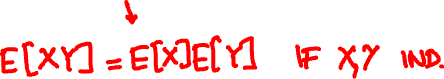 E[XY] = E[X]E[Y] IF X,Y IND.